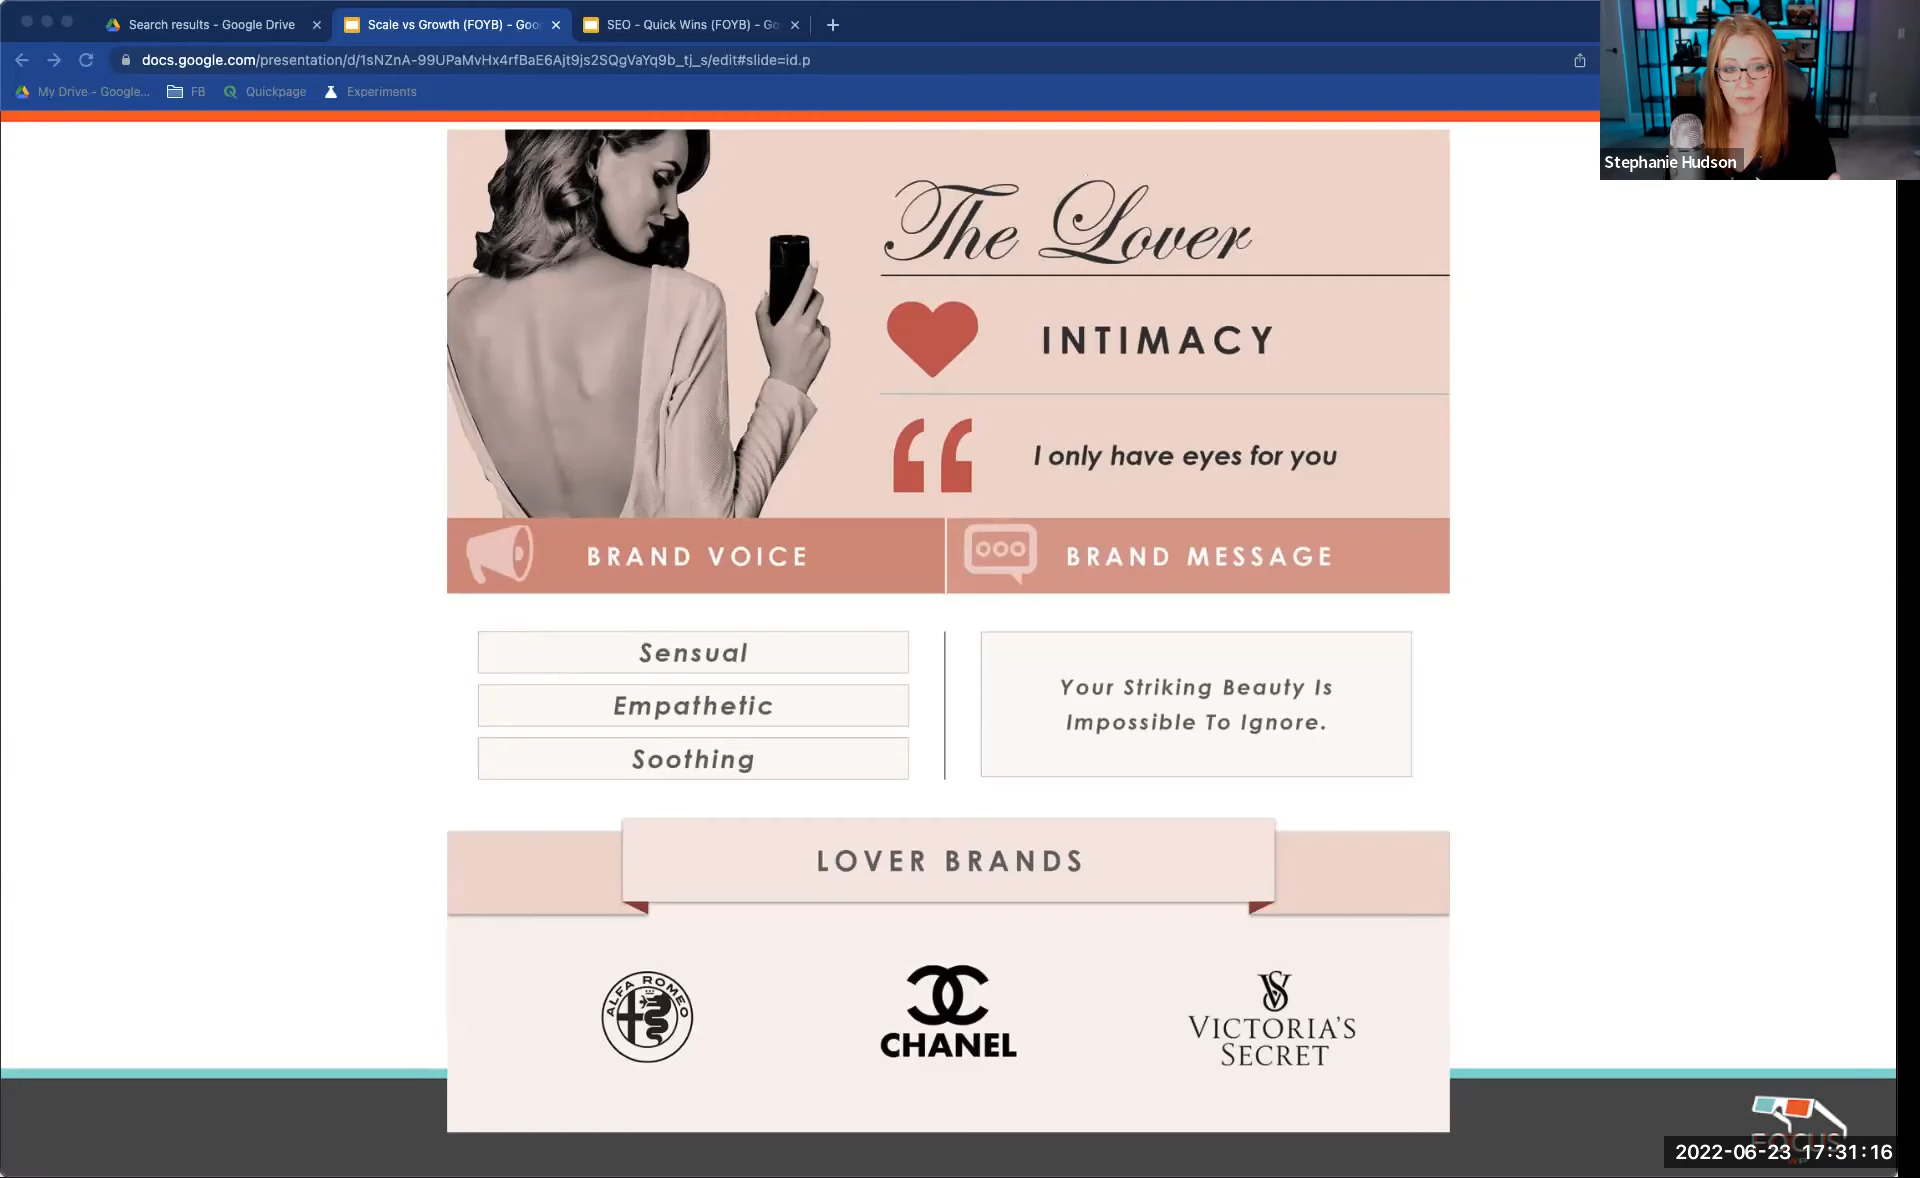 Search results - Google Drive
Scale vs Growth (FOYB) - Goo
SEO - Quick Wins (FOYB) - Go
docs.google.com/presentation/d/1sNZnA-99UPaMvHx4rfBaE6Ajt9js2SQgVaYq9b_tj_s/edit#slide=id.p
My Drive - Google...
FB
Quickpage
Experiments
Stephanie Hudson
The Lover
INTIMACY
I only have eyes for you
BRAND VOICE
BRAND MESSAGE
Sensual
Empathetic
Soothing
Your Striking Beauty Is
Impossible To Ignore.
LOVER BRANDS
ALFA ROMEO
CHANEL
VS
VICTORIA'S
SECRET
FOCUS
2022-06-23 17:31:16